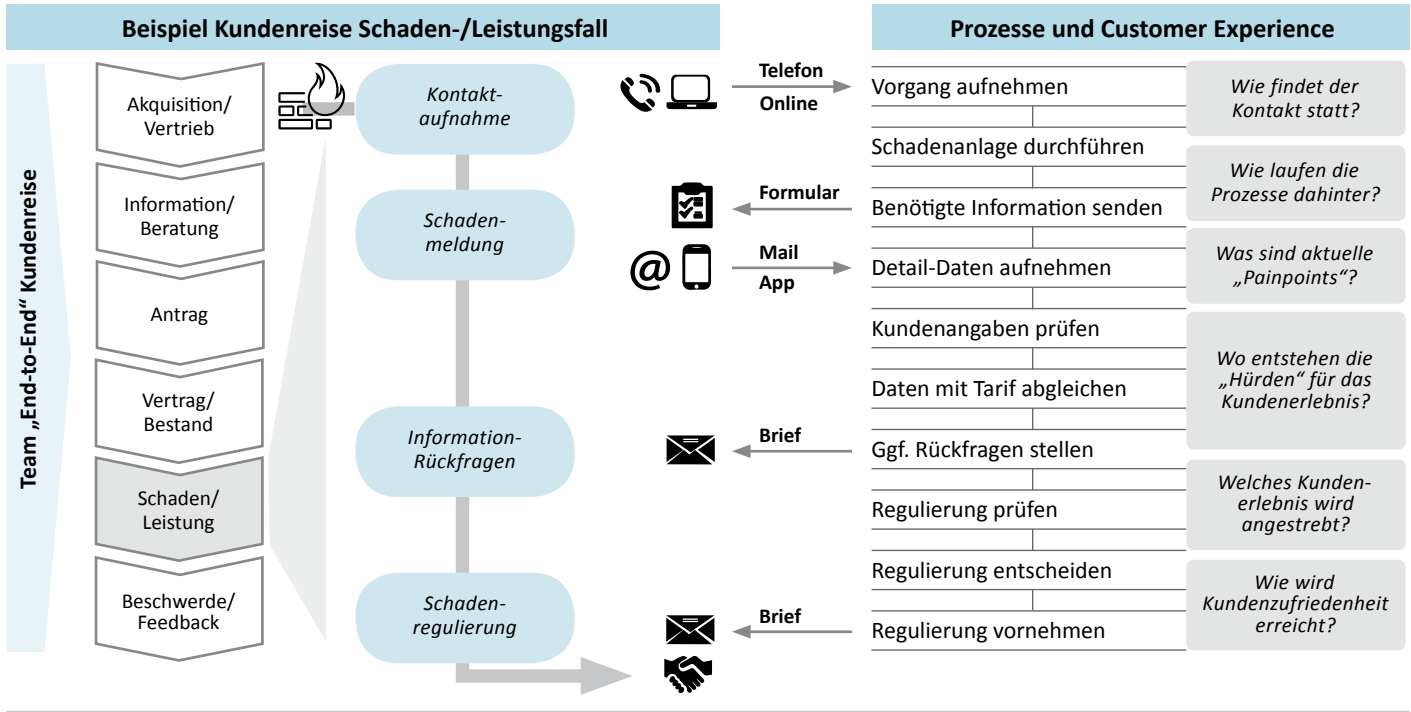 Beispiel Kundenreise Schaden-/Leistungsfall
Team „End-to-End“ Kundenreise
Akquisition/
Vertrieb
Information/
Beratung
Antrag
Vertrag/
Bestand
Schaden/
Leistung
Beschwerde/
Feedback
Kontakt-
aufnahme
Schaden-
meldung
Information-
Rückfragen
Schaden-
regulierung
Telefon
Online
Formular
@
Mail
App
Brief
Brief
Prozesse und Customer Experience
Vorgang aufnehmen
Schadenanlage durchführen
Benötigte Information senden
Detail-Daten aufnehmen
Kundenangaben prüfen
Daten mit Tarif abgleichen
Ggf. Rückfragen stellen
Regulierung prüfen
Regulierung entscheiden
Regulierung vornehmen
Wie findet der
Kontakt statt?
Wie laufen die
Prozesse dahinter?
Was sind aktuelle
„Painpoints“?
Wo entstehen die
„Hürden“ für das
Kundenerlebnis?
Welches Kunden-
erlebnis wird
angestrebt?
Wie wird
Kundenzufriedenheit
erreicht?